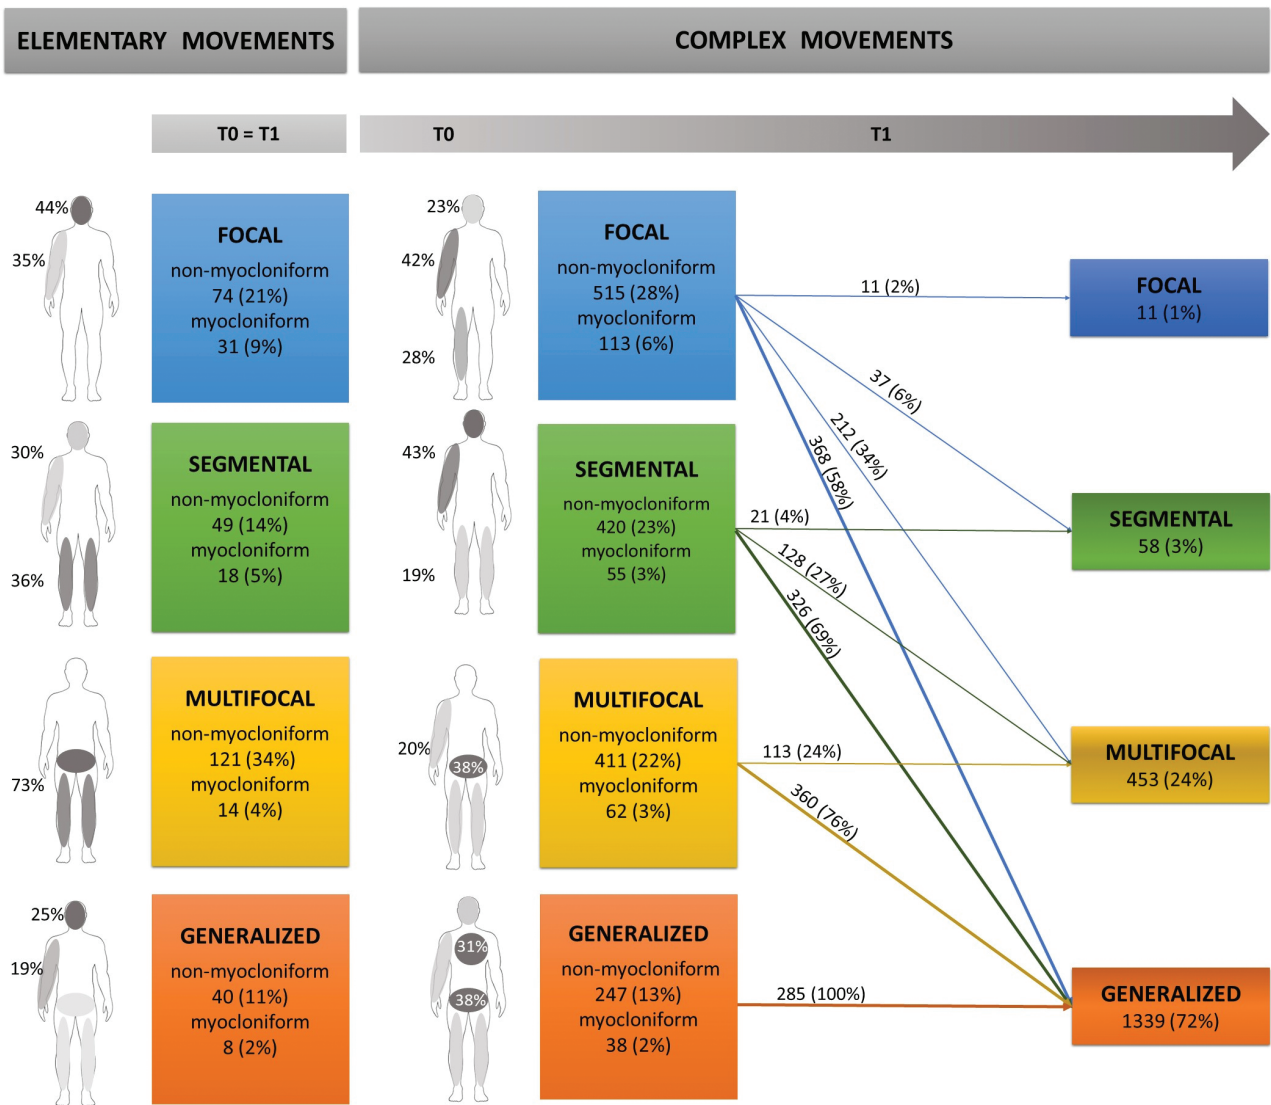 ELEMENTARY MOVEMENTS
COMPLEX MOVEMENTS
T0 = T1
T0
T1
44%
35%
FOCAL
non-myocloniform
74 (21%)
myocloniform
31 (9%)
23%
42%
28%
FOCAL
non-myocloniform
515 (28%)
myocloniform
113 (6%)
11 (2%)
37 (6%)
212 (34%)
368 (58%)
FOCAL
11 (1%)
30%
36%
SEGMENTAL
non-myocloniform
49 (14%)
myocloniform
18 (5%)
43%
19%
SEGMENTAL
non-myocloniform
420 (23%)
myocloniform
55 (3%)
21 (4%)
128 (27%)
326 (69%)
SEGMENTAL
58 (3%)
73%
MULTIFOCAL
non-myocloniform
121 (34%)
myocloniform
14 (4%)
20%
38%
MULTIFOCAL
non-myocloniform
411 (22%)
myocloniform
62 (3%)
113 (24%)
360 (76%)
MULTIFOCAL
453 (24%)
25%
19%
GENERALIZED
non-myocloniform
40 (11%)
myocloniform
8 (2%)
31%
38%
GENERALIZED
non-myocloniform
247 (13%)
myocloniform
38 (2%)
285 (100%)
GENERALIZED
1339 (72%)